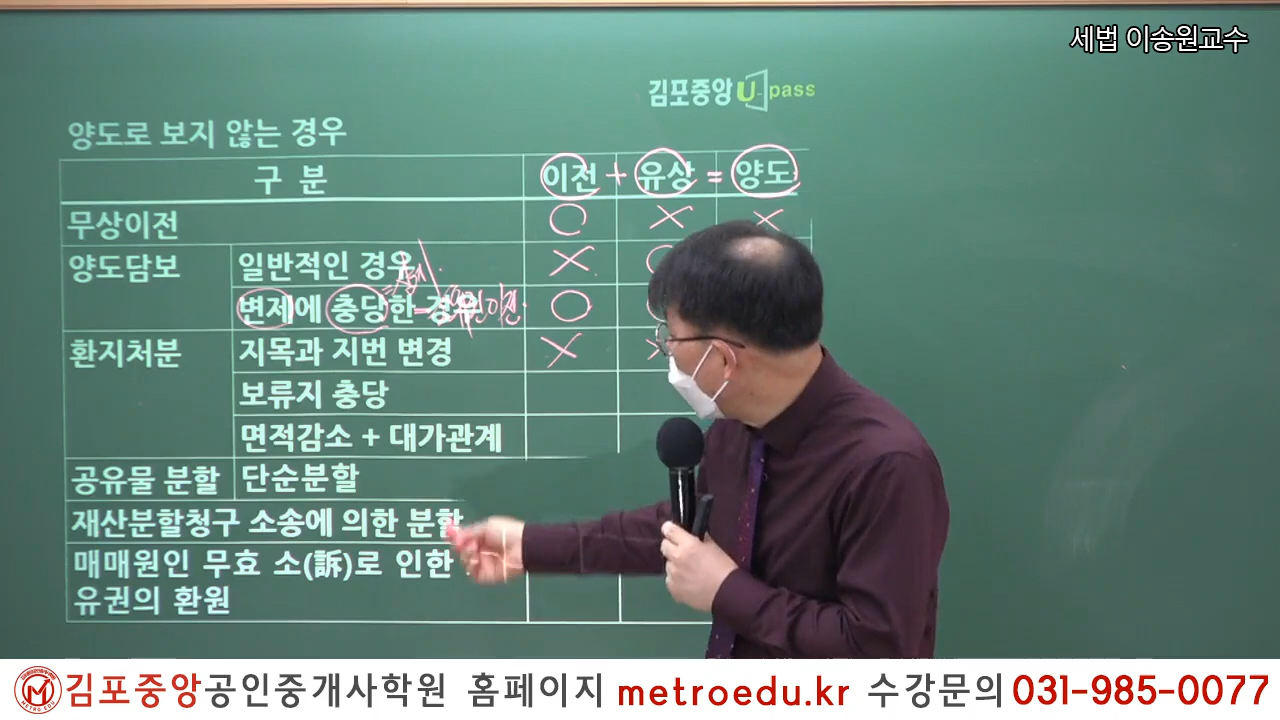 세법 이송원교수
김포중앙 U-pass
양도로 보지 않는 경우
구 분 이전 + 유상 = 양도
무상이전 ○ × ×
양도담보 일반적인 경우 ×
변제에 충당한 경우 ○
환지처분 지목과 지번 변경 ×
보류지 충당
면적감소 + 대가관계
공유물 분할 단순분할
재산분할청구 소송에 의한 분할
매매원인 무효 소(訴)로 인한
유권의 환원
김포중앙공인중개사학원 홈페이지 metroedu.kr 수강문의 031-985-0077